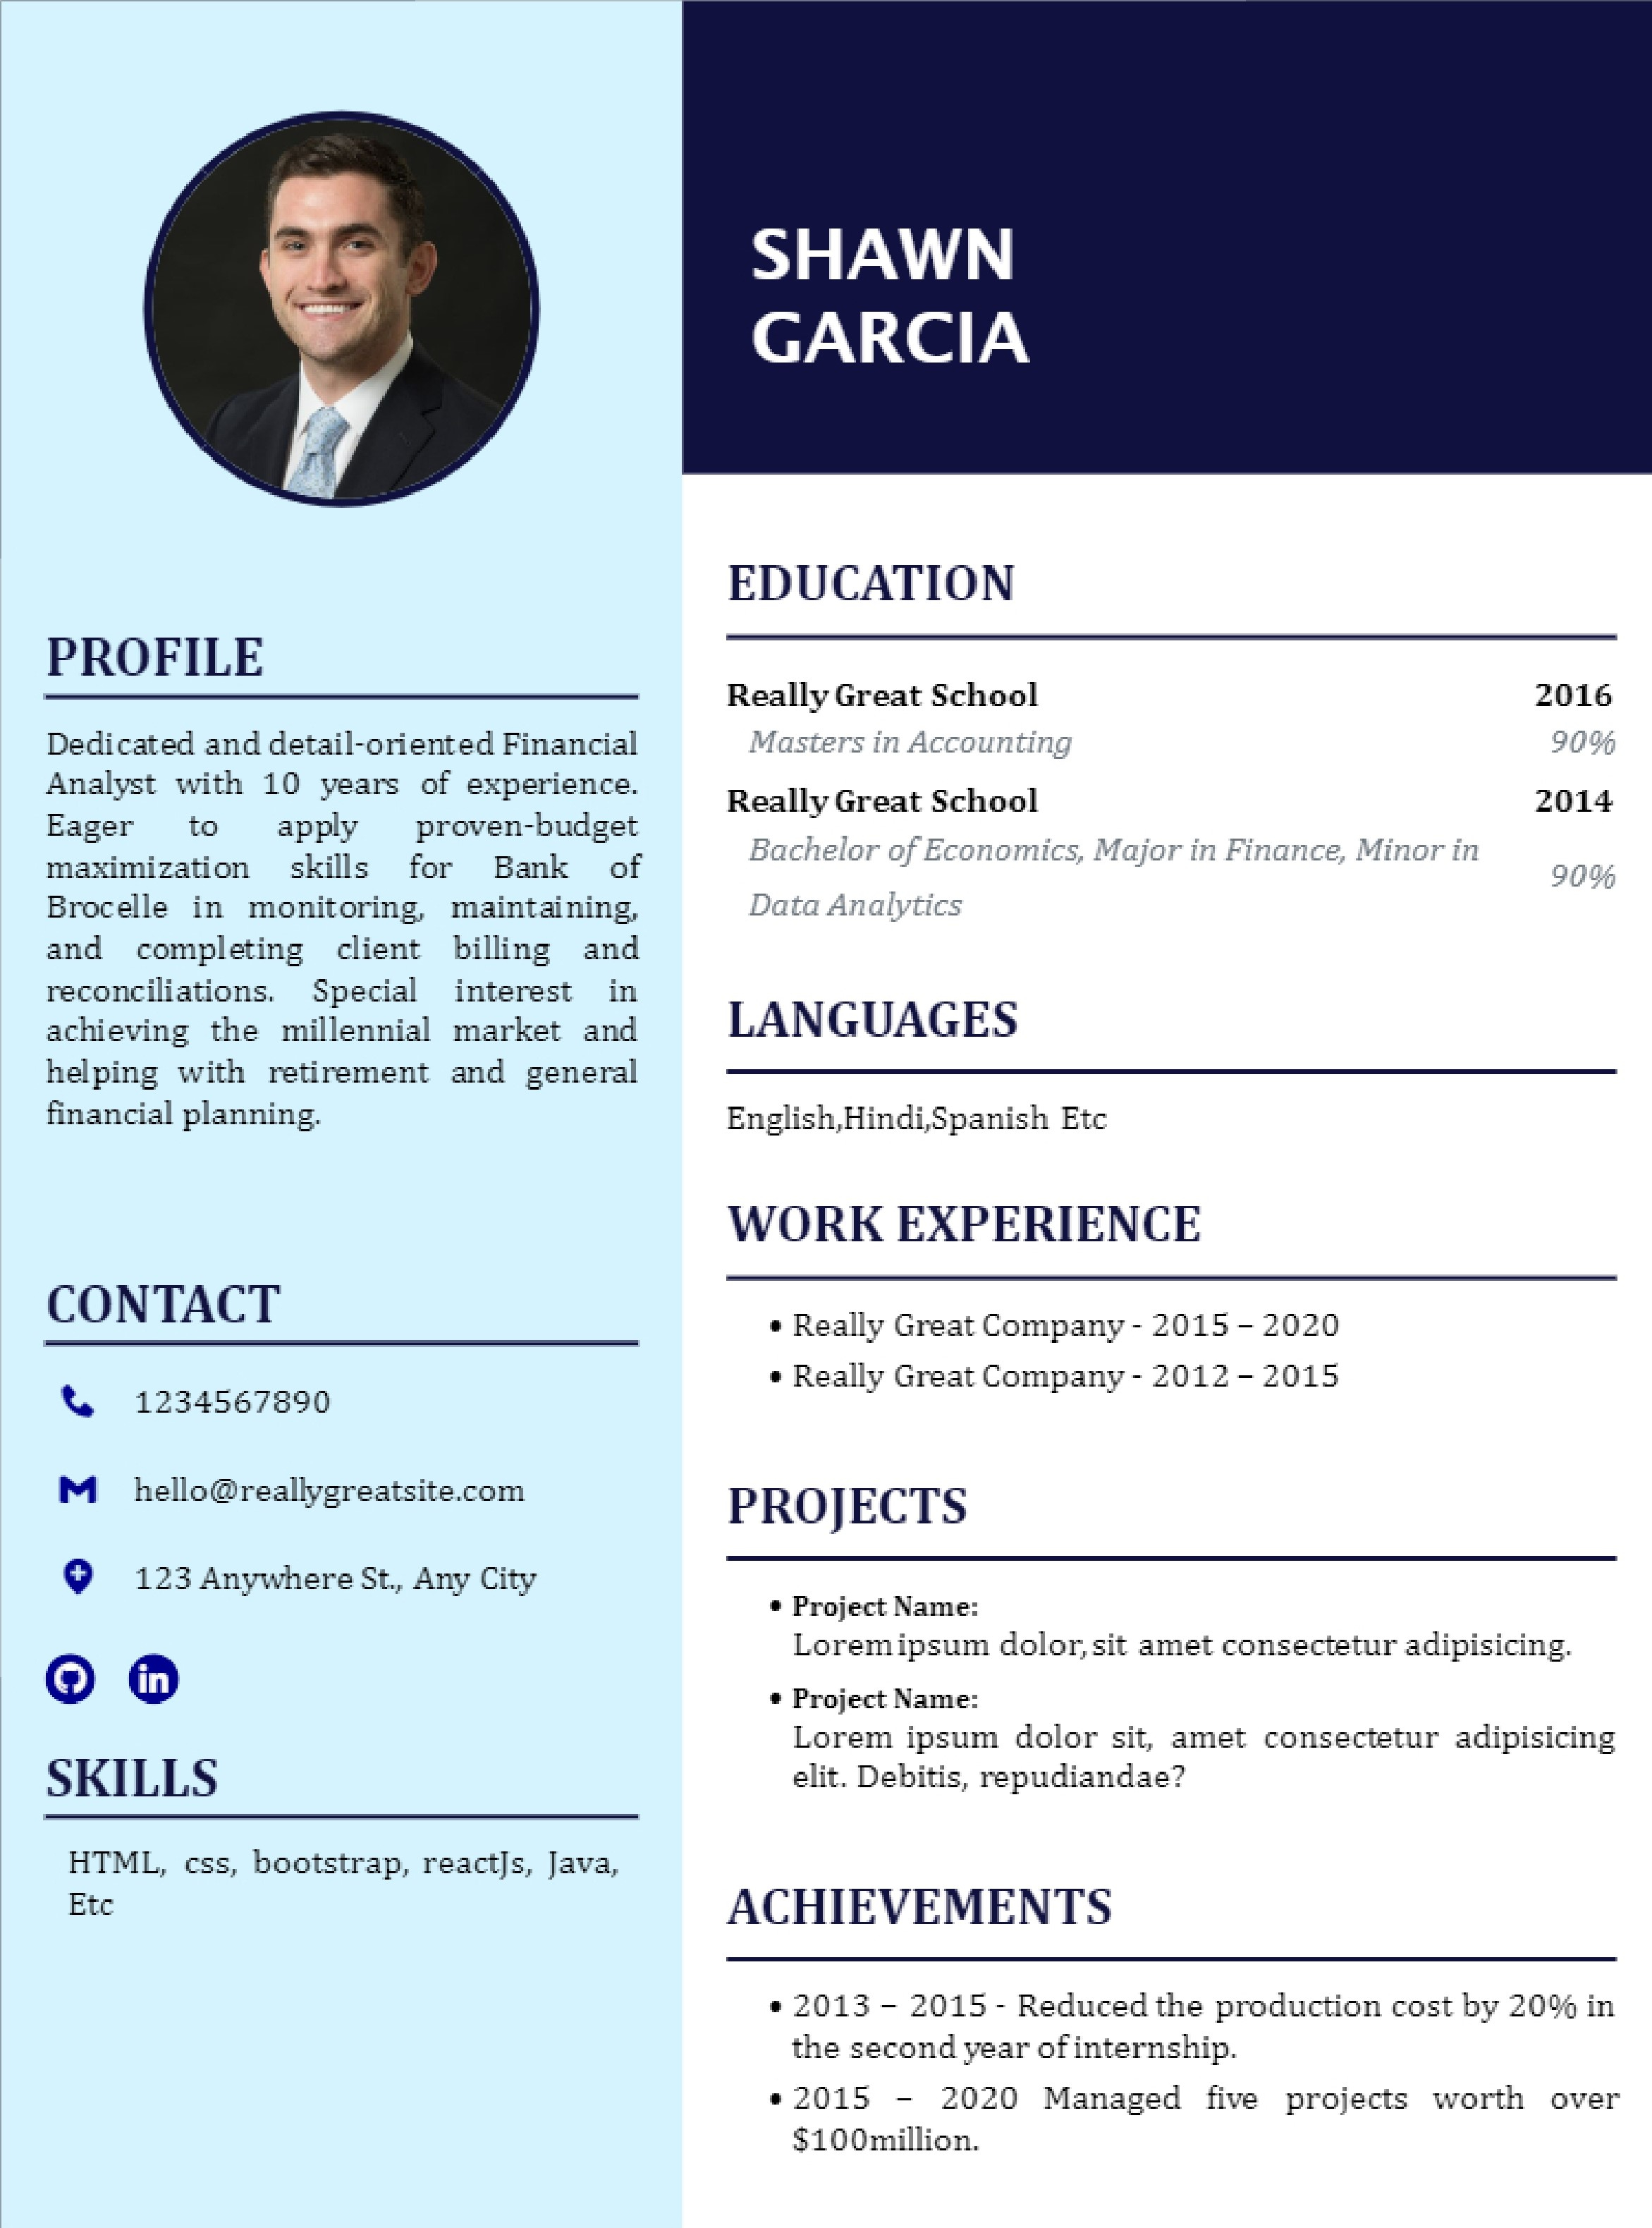 SHAWN
GARCIA
PROFILE
Dedicated and detail-oriented Financial
Analyst with 10 years of experience.
Eager to apply proven-budget
maximization skills for Bank of
Brocelle in monitoring, maintaining,
and completing client billing and
reconciliations. Special interest in
achieving the millennial market and
helping with retirement and general
financial planning.
CONTACT
1234567890
hello@reallygreatsite.com
123 Anywhere St., Any City
in
SKILLS
HTML, css, bootstrap, reactJs, Java,
Etc
EDUCATION
Really Great School 2016
Masters in Accounting 90%
Really Great School 2014
Bachelor of Economics, Major in Finance, Minor in
Data Analytics 90%
LANGUAGES
English,Hindi,Spanish Etc
WORK EXPERIENCE
• Really Great Company - 2015 – 2020
• Really Great Company - 2012 – 2015
PROJECTS
• Project Name:
Lorem ipsum dolor, sit amet consectetur adipisicing.
• Project Name:
Lorem ipsum dolor sit, amet consectetur adipisicing
elit. Debitis, repudiandae?
ACHIEVEMENTS
• 2013 – 2015 - Reduced the production cost by 20% in
the second year of internship.
• 2015 – 2020 Managed five projects worth over
$100million.